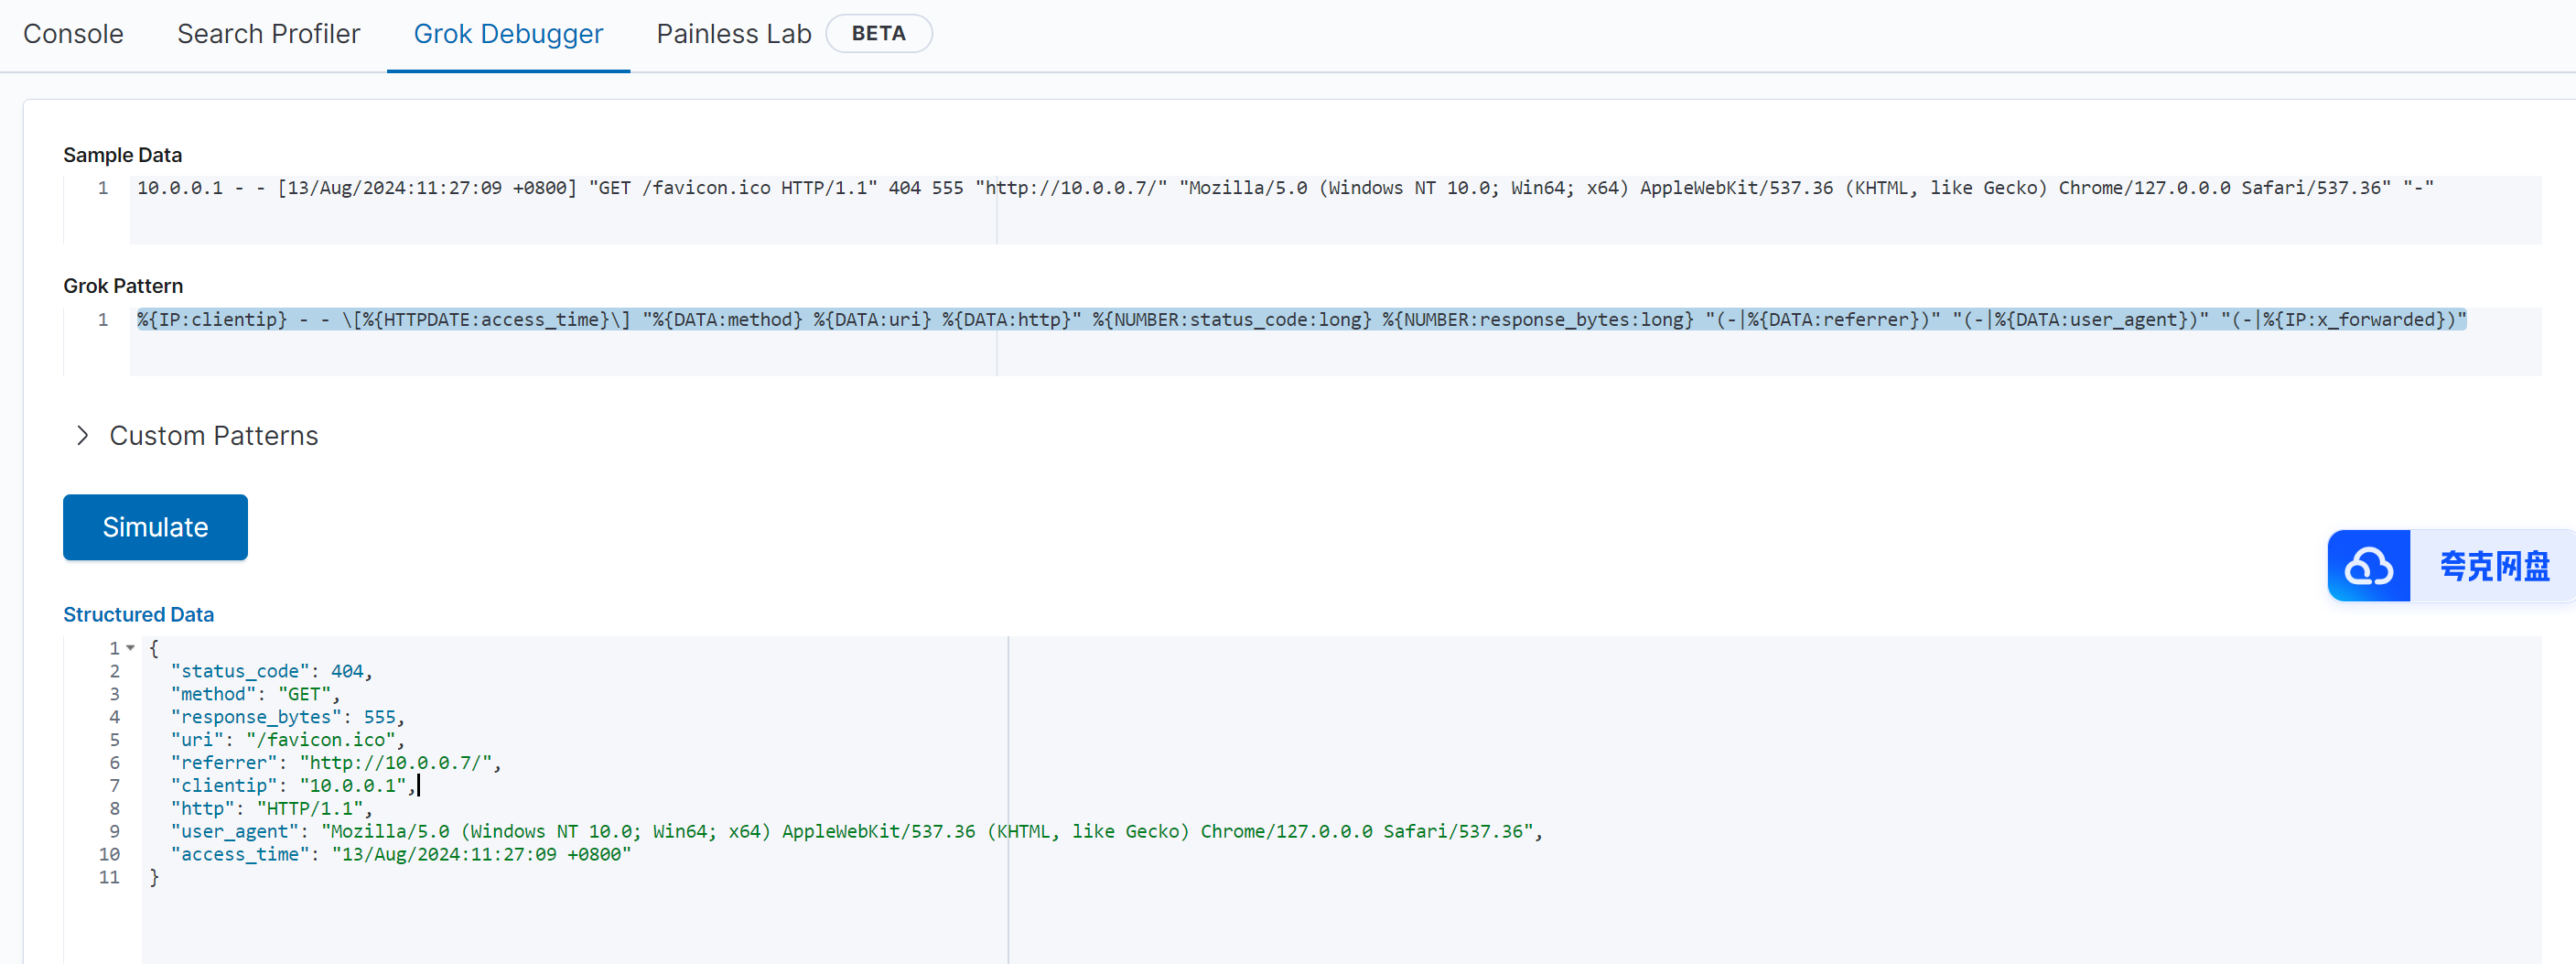 Console Search Profiler Grok Debugger Painless Lab BETA
Sample Data
1 10.0.0.1 - - [13/Aug/2024:11:27:09 +0800] "GET /favicon.ico HTTP/1.1" 404 555 "http://10.0.0.7/" "Mozilla/5.0 (Windows NT 10.0; Win64; x64) AppleWebKit/537.36 (KHTML, like Gecko) Chrome/127.0.0.0 Safari/537.36" "-"
Grok Pattern
1 %{IP:clientip} - - \[%{HTTPDATE:access_time}\] "%{DATA:method} %{DATA:uri} %{DATA:http}" %{NUMBER:status_code:long} %{NUMBER:response_bytes:long} "(-|%{DATA:referrer})" "(-|%{DATA:user_agent})" "(-|%{IP:x_forwarded})"
Custom Patterns
Simulate
夸克网盘
Structured Data
1 {
2 "status_code": 404,
3 "method": "GET",
4 "response_bytes": 555,
5 "uri": "/favicon.ico",
6 "referrer": "http://10.0.0.7/",
7 "clientip": "10.0.0.1",
8 "http": "HTTP/1.1",
9 "user_agent": "Mozilla/5.0 (Windows NT 10.0; Win64; x64) AppleWebKit/537.36 (KHTML, like Gecko) Chrome/127.0.0.0 Safari/537.36",
10 "access_time": "13/Aug/2024:11:27:09 +0800"
11 }